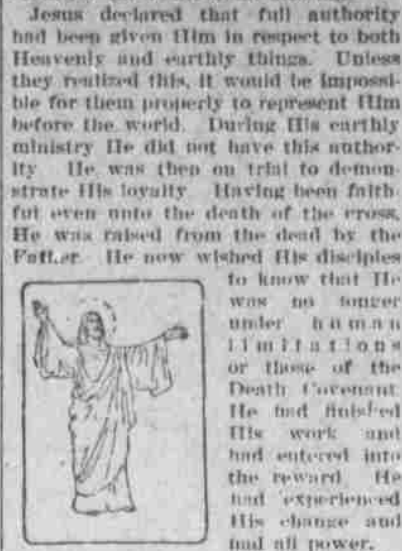 Jesus declared that full authority
had been given Him in respect to both
Heavenly and earthly things. Unless
they realized this, it would be impossi-
ble for them properly to represent Him
before the world. During His earthly
ministry He did not have this author-
ity He was then on trial to demon-
strate His loyalty Having been faith-
ful even unto the death of the cross,
He was raised from the dead by the
Father. He now wished His disciples
to know that He
was no longer
under human
limitations
or those of the
Death Covenant
He had finished
His work and
had entered into
the reward. He
had experienced
His change and
had all power.